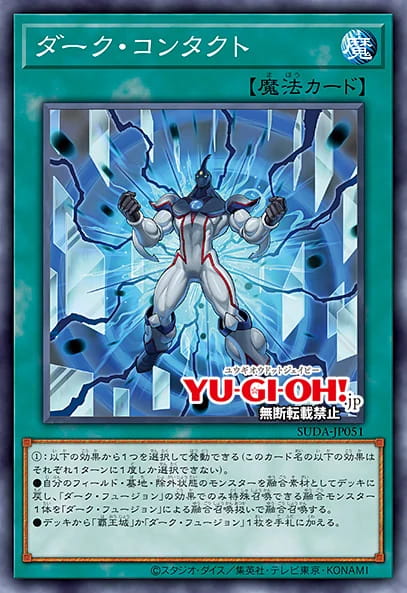 ダーク・コンタクト
魔
【魔法カード】
ユウギオウドットジェイピー
YU-GI-OH!.jp
無断転載禁止
SUDA-JP051
①:以下の効果から1つを選択して発動できる(このカード名の以下の効果は
それぞれ1ターンに1度しか選択できない)。
●自分のフィールド・墓地・除外状態のモンスターを融合素材としてデッキに
戻し、「ダーク・フュージョン」の効果でのみ特殊召喚できる融合モンスター
1体を「ダーク・フュージョン」による融合召喚扱いで融合召喚する。
●デッキから「覇王城」か「ダーク・フュージョン」1枚を手札に加える。
©スタジオ・ダイス/集英社・テレビ東京・KONAMI